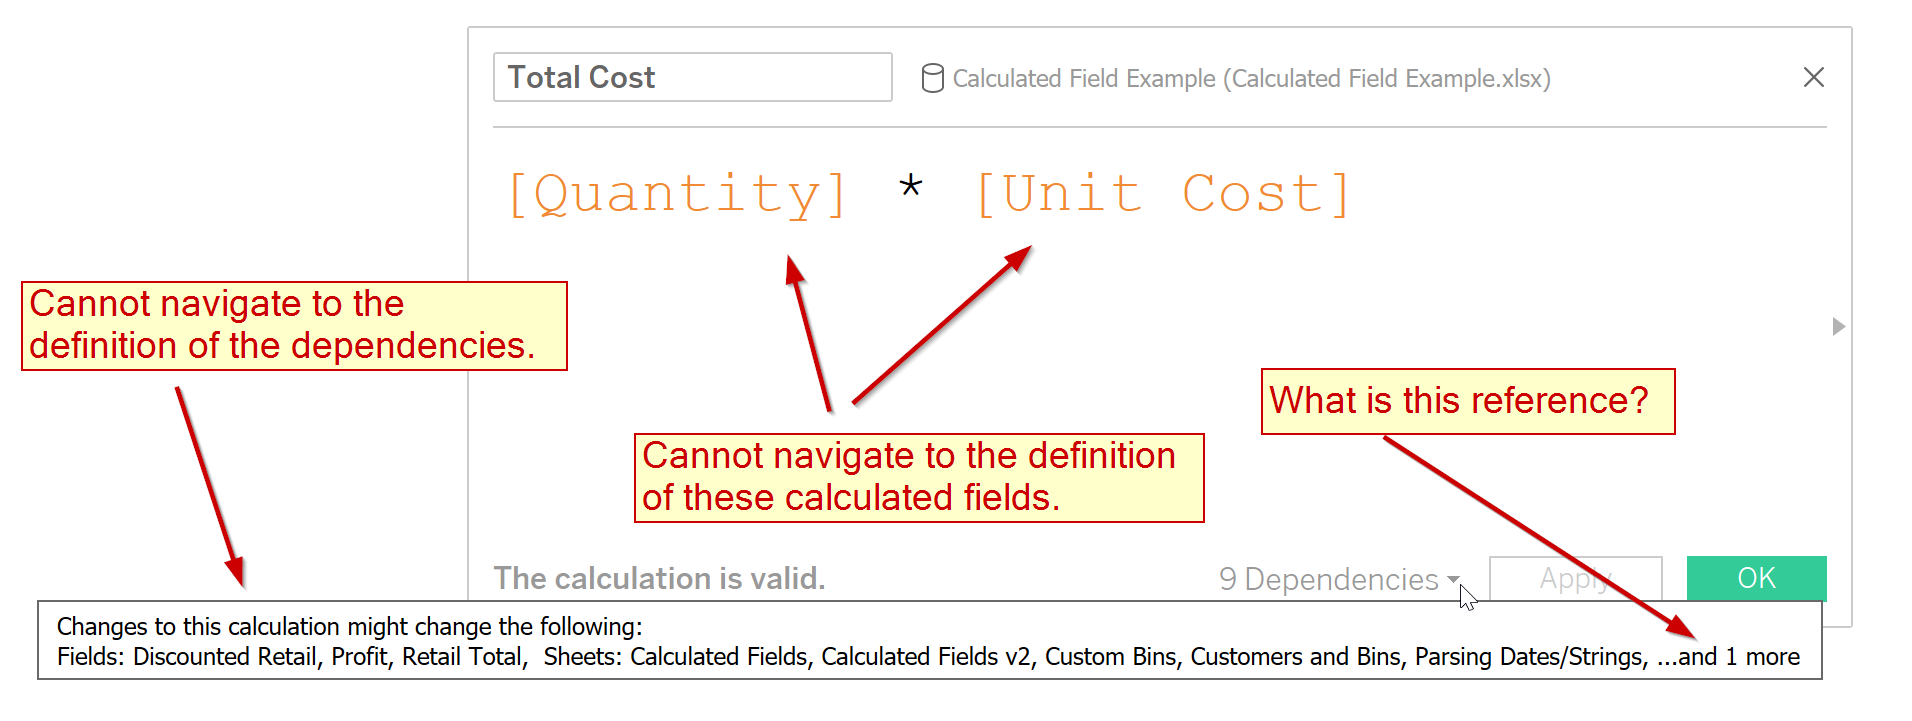 Total Cost
Calculated Field Example (Calculated Field Example.xlsx)
[Quantity] * [Unit Cost]
Cannot navigate to the
definition of the dependencies.
What is this reference?
Cannot navigate to the definition
of these calculated fields.
The calculation is valid.
9 Dependencies
Apply
OK
Changes to this calculation might change the following:
Fields: Discounted Retail, Profit, Retail Total,  Sheets: Calculated Fields, Calculated Fields v2, Custom Bins, Customers and Bins, Parsing Dates/Strings, ...and 1 more